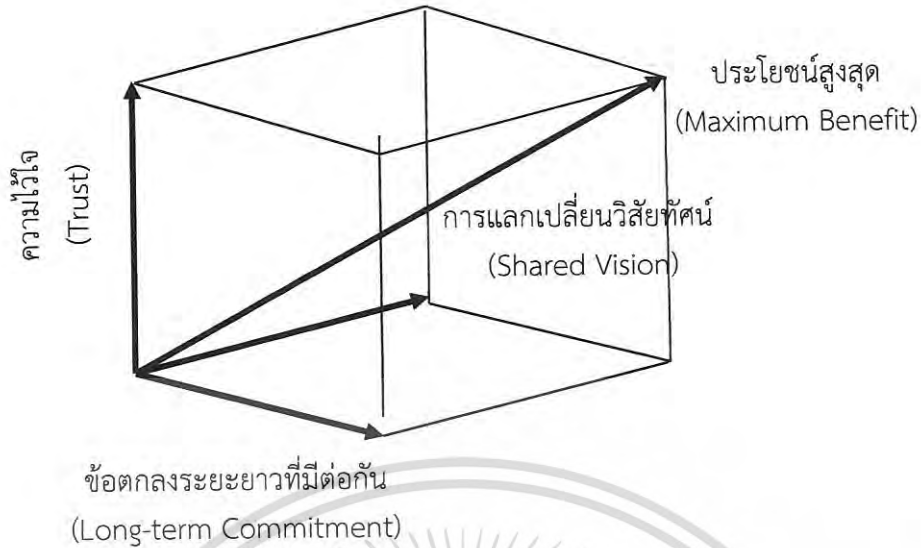 ประโยชน์สูงสุด
(Maximum Benefit)
ความไว้ใจ
(Trust)
การแลกเปลี่ยนวิสัยทัศน์
(Shared Vision)
ข้อตกลงระยะยาวที่มีต่อกัน
(Long-term Commitment)